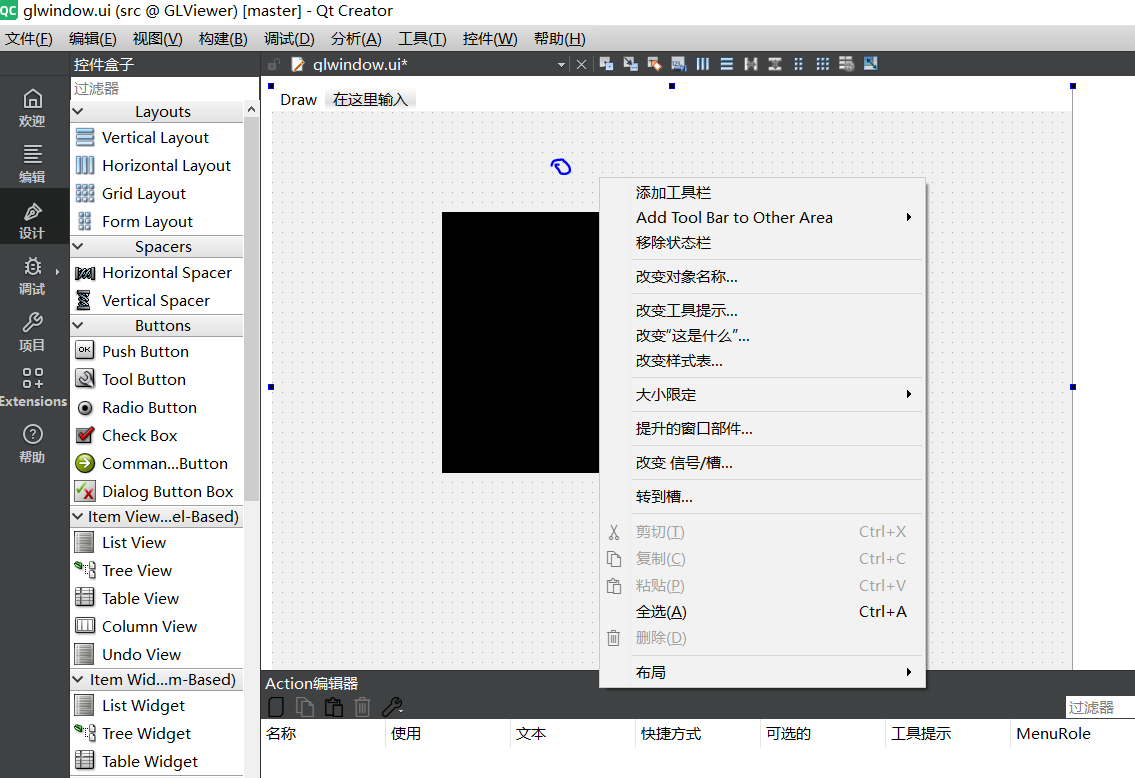 QC glwindow.ui (src @ GLViewer) [master] - Qt Creator
文件(F) 编辑(E) 视图(V) 构建(B) 调试(D) 分析(A) 工具(T) 控件(W) 帮助(H)
控件盒子
glwindow.ui*
过滤器
欢迎
编辑
设计
调试
项目
Extensions
帮助
Layouts
Vertical Layout
Horizontal Layout
Grid Layout
Form Layout
Spacers
Horizontal Spacer
Vertical Spacer
Buttons
OK Push Button
Tool Button
Radio Button
Check Box
Comman...Button
Dialog Button Box
Item View...el-Based)
List View
Tree View
Table View
Column View
Undo View
Item Wid...m-Based)
List Widget
Tree Widget
Table Widget
Draw 在这里输入
添加工具栏
Add Tool Bar to Other Area
移除状态栏
改变对象名称...
改变工具提示...
改变“这是什么”...
改变样式表...
大小限定
提升的窗口部件...
改变 信号/槽...
转到槽...
剪切(T) Ctrl+X
复制(C) Ctrl+C
粘贴(P) Ctrl+V
全选(A) Ctrl+A
删除(D)
布局
Action编辑器
过滤器
名称 使用 文本 快捷方式 可选的 工具提示 MenuRole